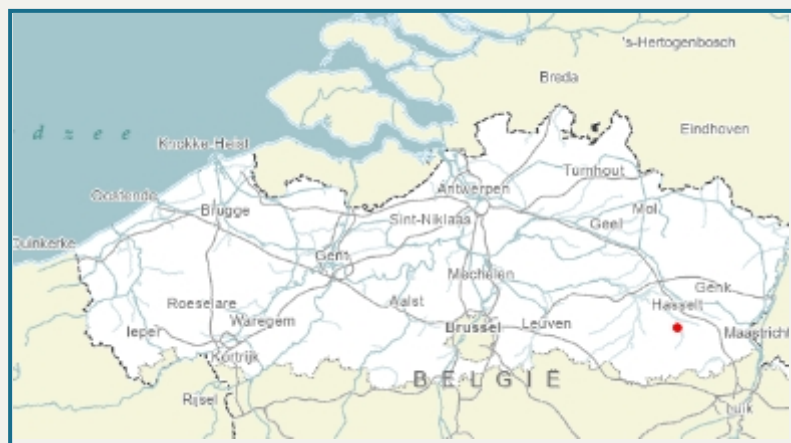 's-Hertogenbosch
Breda
Eindhoven
d z e e
Knokke-Heist
Turnhout
Antwerpen
Oostende
Brugge
Sint-Niklaas
Geel
Mol
Duinkerke
Gent
Mechelen
Genk
Roeselare
Aalst
Hasselt
Ieper
Waregem
Brussel
Leuven
Maastricht
Kortrijk
BELGIË
Rijsel
Luik